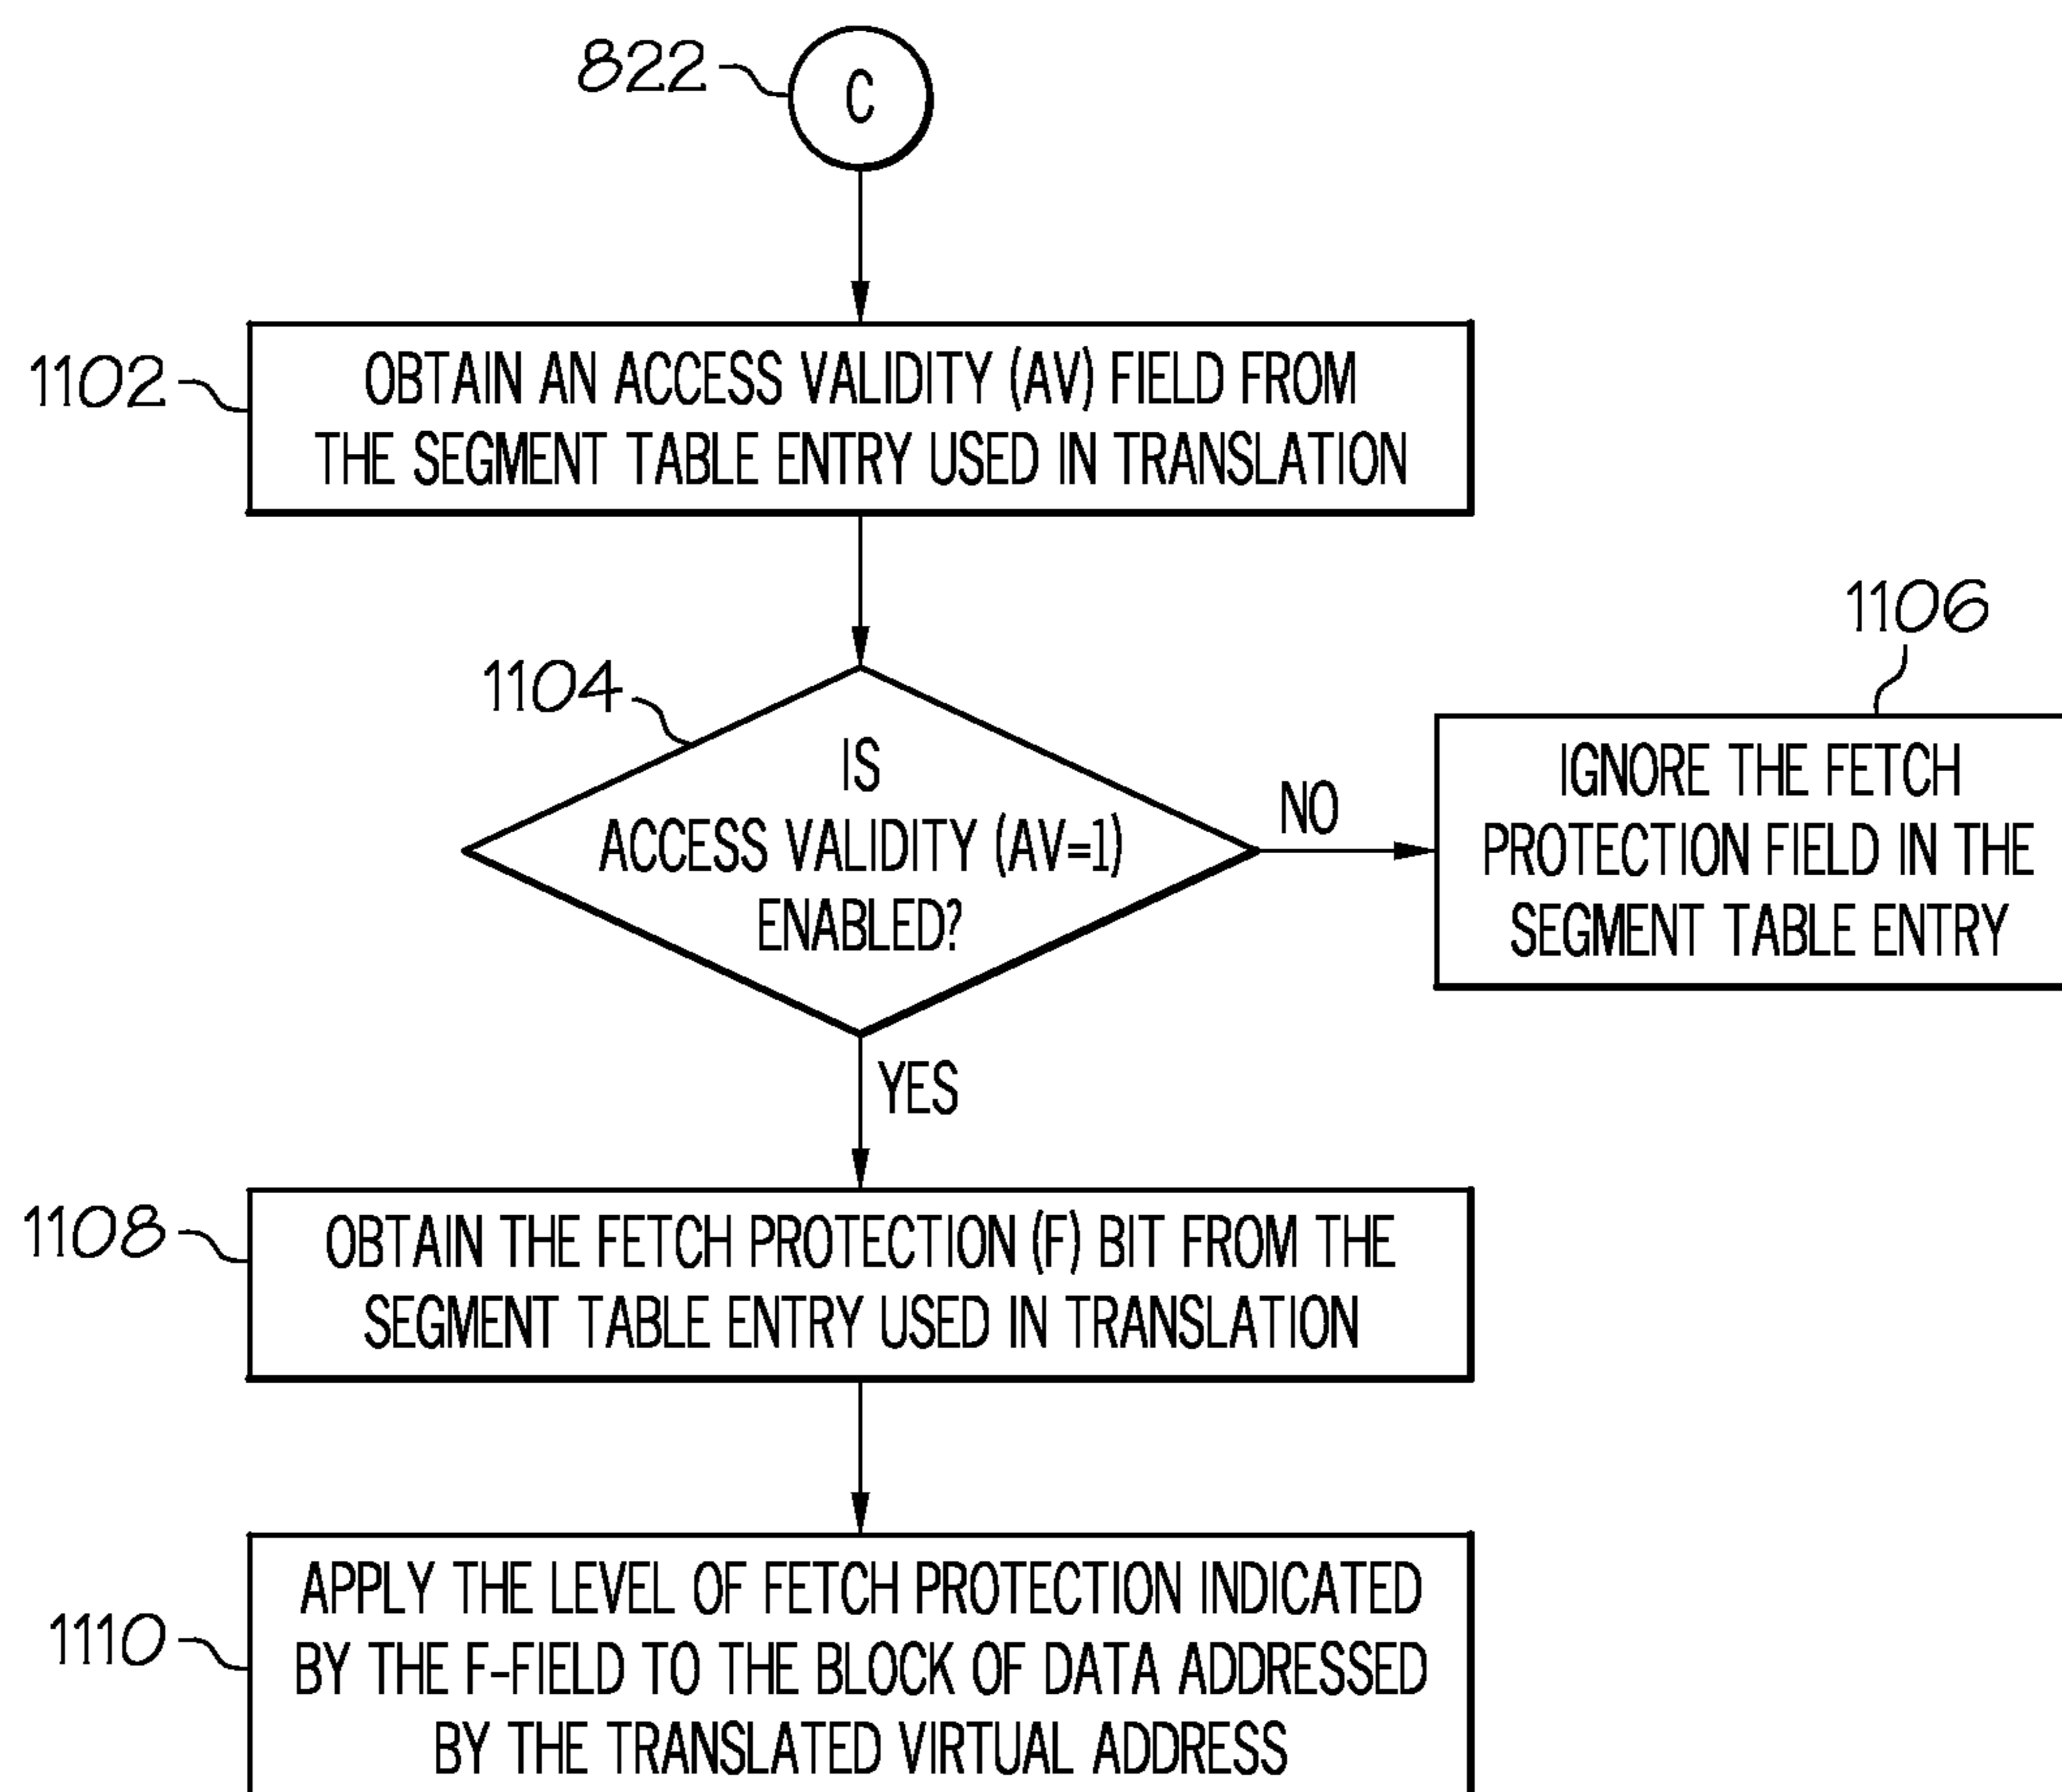 822
C
1102
OBTAIN AN ACCESS VALIDITY (AV) FIELD FROM
THE SEGMENT TABLE ENTRY USED IN TRANSLATION
1104
IS
ACCESS VALIDITY (AV=1)
ENABLED?
NO
1106
IGNORE THE FETCH
PROTECTION FIELD IN THE
SEGMENT TABLE ENTRY
YES
1108
OBTAIN THE FETCH PROTECTION (F) BIT FROM THE
SEGMENT TABLE ENTRY USED IN TRANSLATION
1110
APPLY THE LEVEL OF FETCH PROTECTION INDICATED
BY THE F-FIELD TO THE BLOCK OF DATA ADDRESSED
BY THE TRANSLATED VIRTUAL ADDRESS